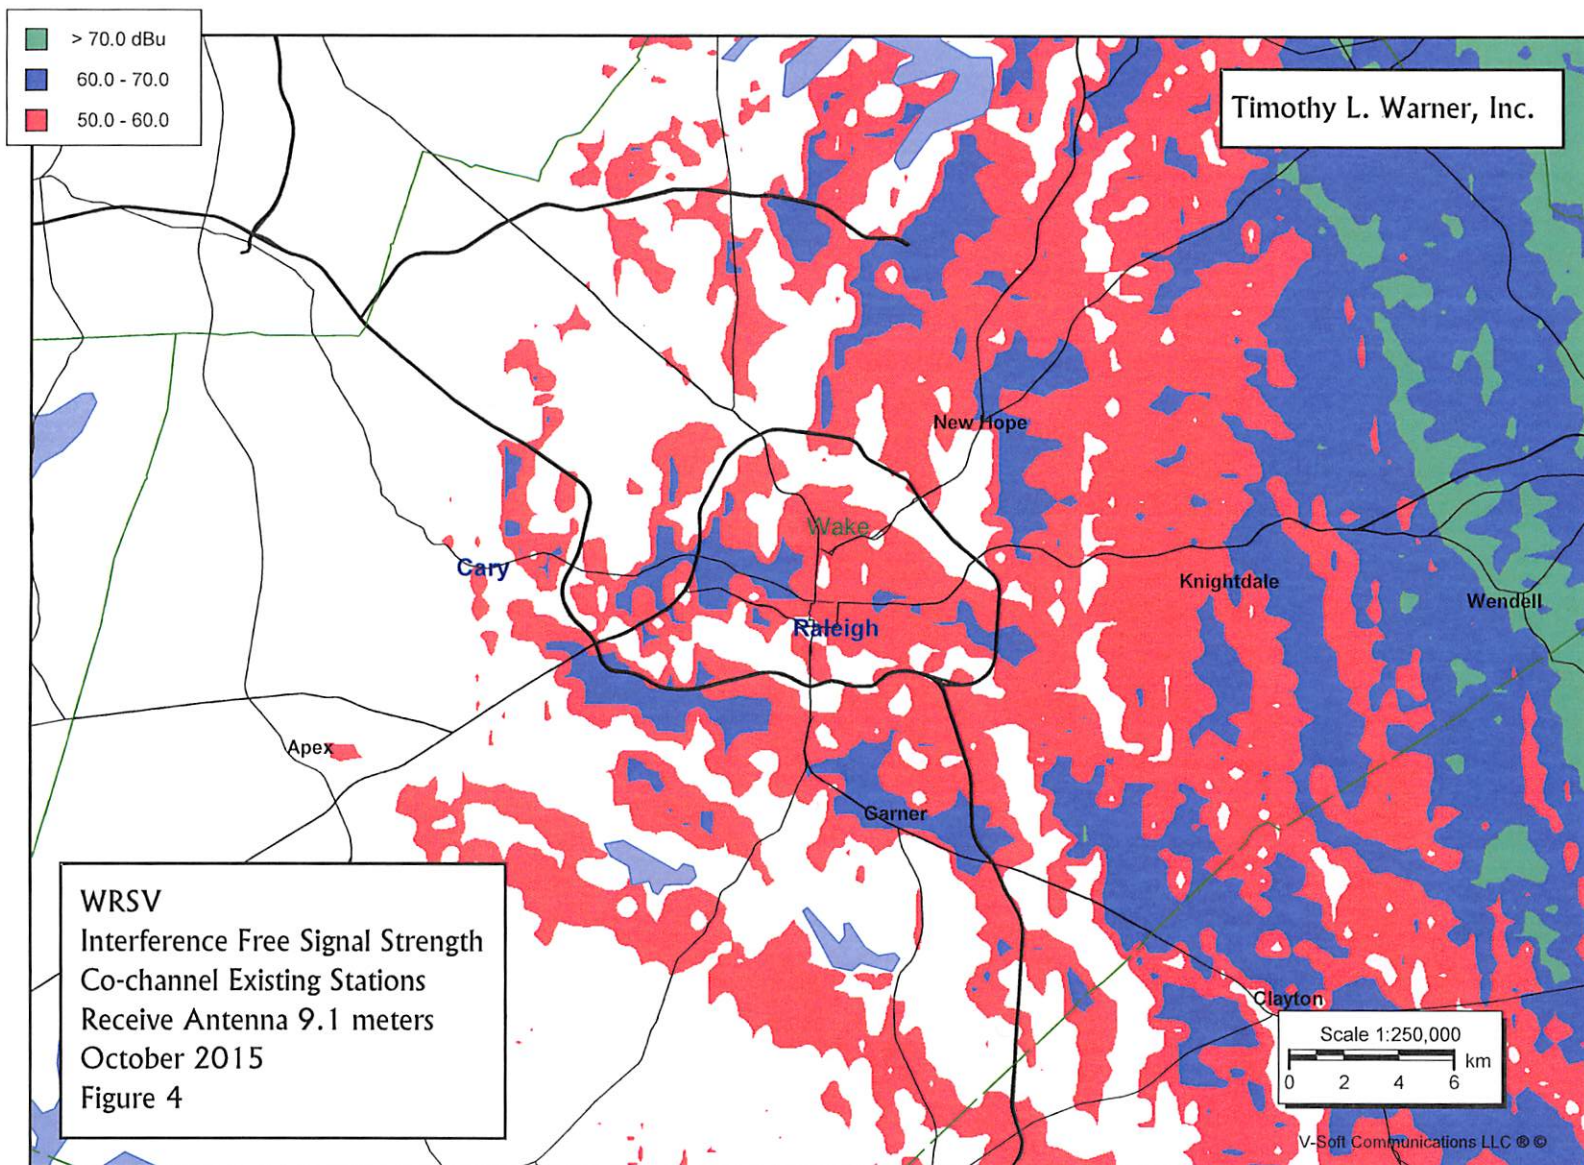 > 70.0 dBu
60.0 - 70.0
50.0 - 60.0
Timothy L. Warner, Inc.
New Hope
Wake
Cary
Knightdale
Wendell
Raleigh
Apex
Garner
WRSV
Interference Free Signal Strength
Co-channel Existing Stations
Receive Antenna 9.1 meters
October 2015
Figure 4
Clayton
Scale 1:250,000
km
0 2 4 6
V-Soft Communications LLC ® ©